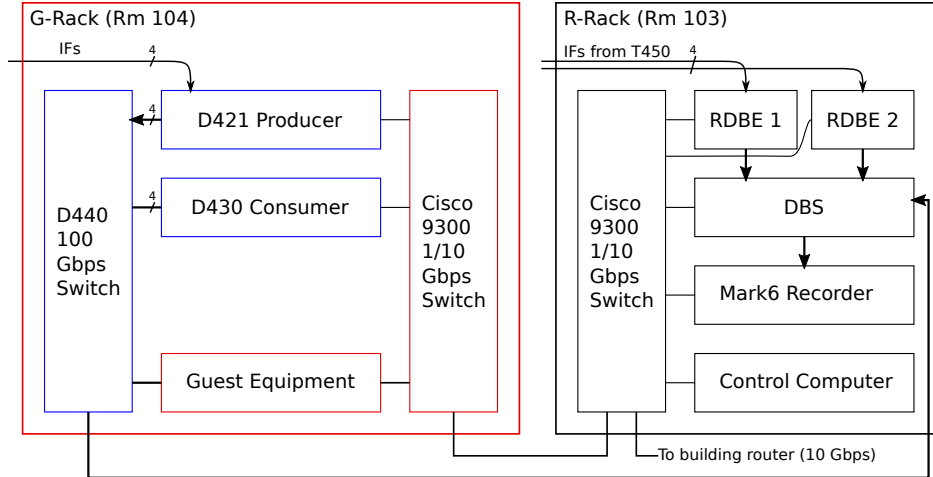 G-Rack (Rm 104)
IFs
4
D421 Producer
4
D430 Consumer
4
D440
100
Gbps
Switch
Cisco
9300
1/10
Gbps
Switch
Guest Equipment
R-Rack (Rm 103)
IFs from T450
4
RDBE 1
RDBE 2
Cisco
9300
1/10
Gbps
Switch
DBS
Mark6 Recorder
Control Computer
To building router (10 Gbps)